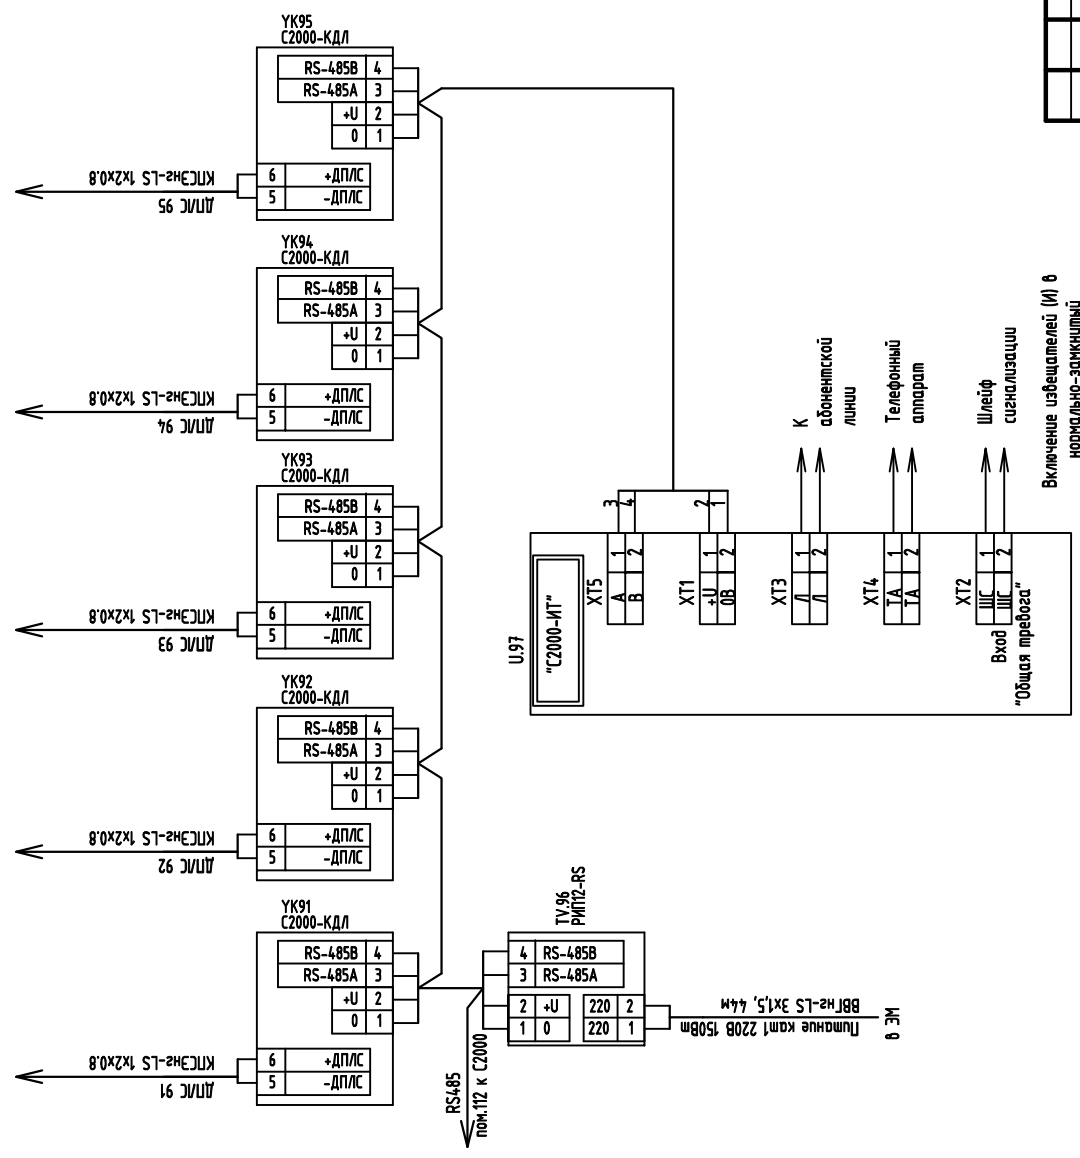 YK95
С2000-КДЛ
RS-485B 4
RS-485A 3
+U 2
0 1
6 +ДПЛС
5 -ДПЛС
КПСЭнг-LS 1x2x0.8
ДПЛС 95
YK94
С2000-КДЛ
RS-485B 4
RS-485A 3
+U 2
0 1
6 +ДПЛС
5 -ДПЛС
КПСЭнг-LS 1x2x0.8
ДПЛС 94
YK93
С2000-КДЛ
RS-485B 4
RS-485A 3
+U 2
0 1
6 +ДПЛС
5 -ДПЛС
КПСЭнг-LS 1x2x0.8
ДПЛС 93
YK92
С2000-КДЛ
RS-485B 4
RS-485A 3
+U 2
0 1
6 +ДПЛС
5 -ДПЛС
КПСЭнг-LS 1x2x0.8
ДПЛС 92
YK91
С2000-КДЛ
RS-485B 4
RS-485A 3
+U 2
0 1
6 +ДПЛС
5 -ДПЛС
КПСЭнг-LS 1x2x0.8
ДПЛС 91
U.97
"С2000-ИТ"
XT5
A 1 3
B 2 4
XT1
+U 1 2
0В 2 1
XT3
Л 1
Л 2
К
абонентской
линии
XT4
ТА 1
ТА 2
Телефонный
аппарат
XT2
ШС 1
ШС 2
Шлейф
сигнализации
Вход
"Общая тревога"
Включение извещателей (И) в
нормально-замкнутый
TV.96
РИП12-RS
4 RS-485B
3 RS-485A
2 +U
1 0
220 2
220 1
RS485
пом.112 к С2000
ВВГнг-LS 3x1,5, 44м
Питание кат1 220В 150Вт
в ЭМ